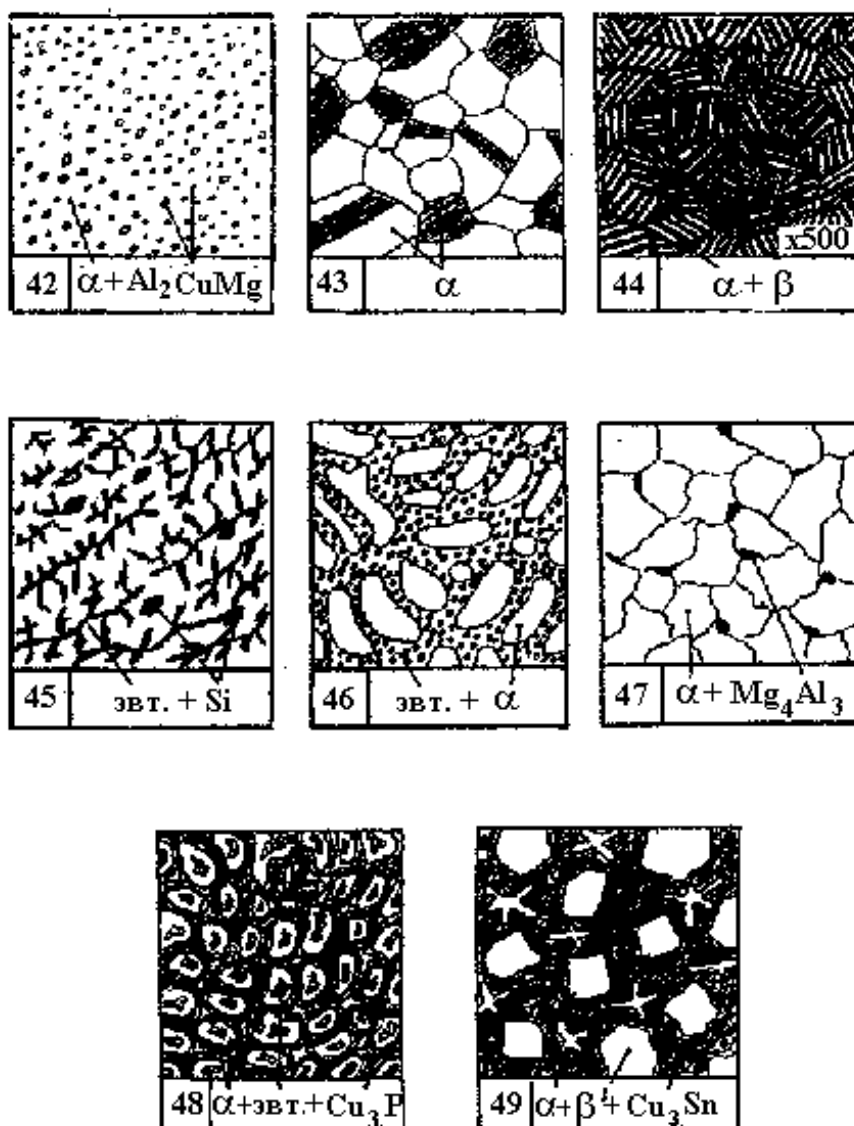 42 α+Al₂CuMg
43 α
x500
44 α + β
45 эвт. + Si
46 эвт. + α
47 α + Mg₄Al₃
48 α+эвт.+Cu₃P
49 α+β'+Cu₃Sn